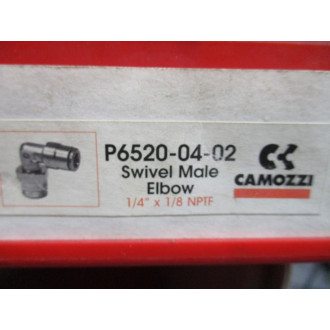 P6520-04-02
Swivel Male
Elbow
1/4" x 1/8 NPTF
CAMOZZI